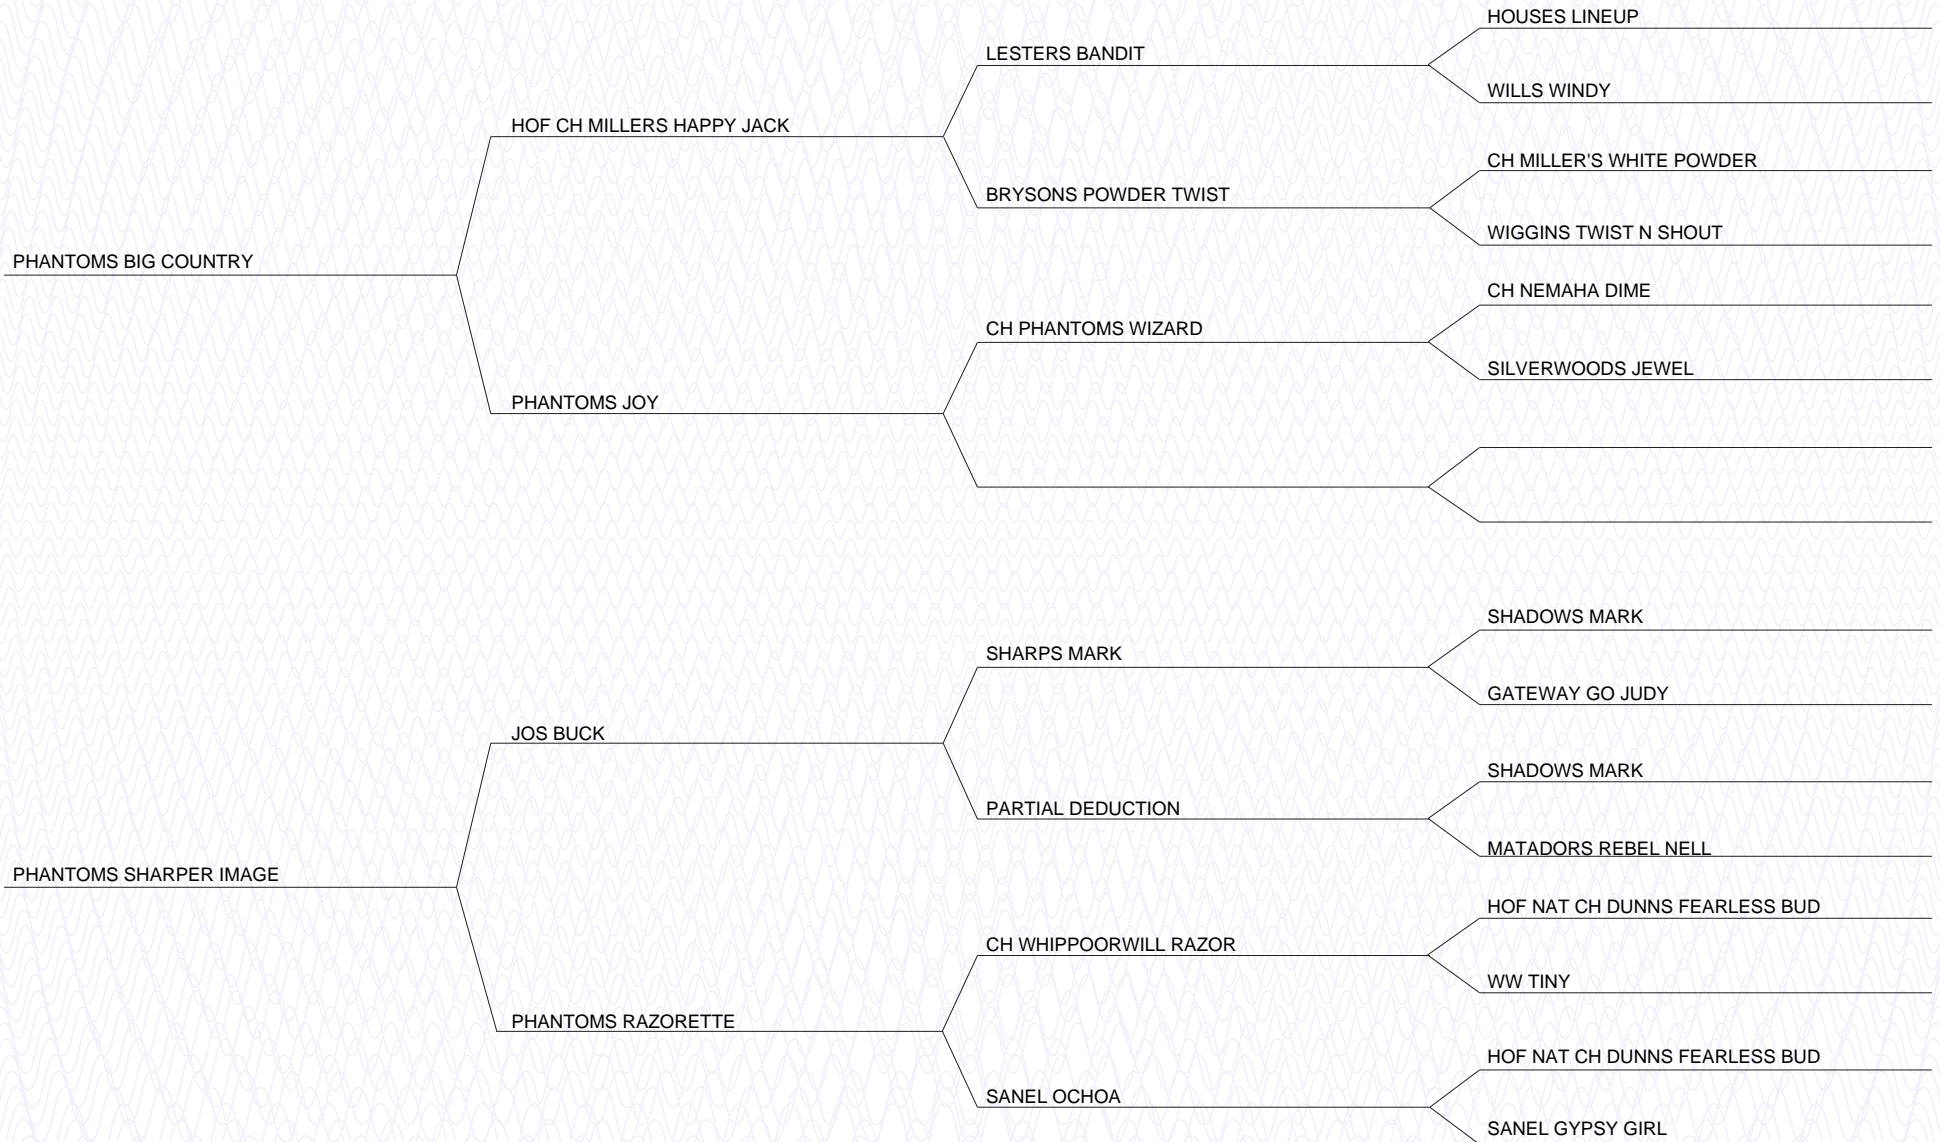 HOUSES LINEUP
LESTERS BANDIT
WILLS WINDY
HOF CH MILLERS HAPPY JACK
CH MILLER'S WHITE POWDER
BRYSONS POWDER TWIST
WIGGINS TWIST N SHOUT
PHANTOMS BIG COUNTRY
CH NEMAHA DIME
CH PHANTOMS WIZARD
SILVERWOODS JEWEL
PHANTOMS JOY
SHADOWS MARK
SHARPS MARK
GATEWAY GO JUDY
JOS BUCK
SHADOWS MARK
PARTIAL DEDUCTION
MATADORS REBEL NELL
PHANTOMS SHARPER IMAGE
HOF NAT CH DUNNS FEARLESS BUD
CH WHIPPOORWILL RAZOR
WW TINY
PHANTOMS RAZORETTE
HOF NAT CH DUNNS FEARLESS BUD
SANEL OCHOA
SANEL GYPSY GIRL